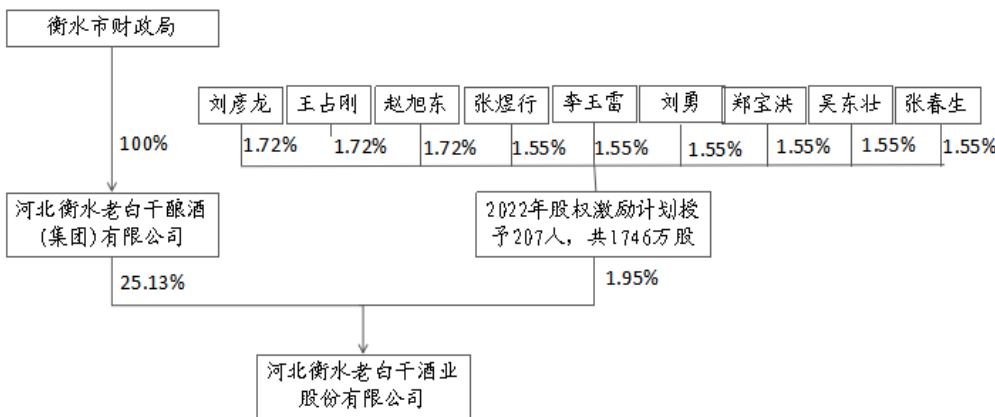 衡水市财政局
刘彦龙
王占刚
赵旭东
张煜行
李玉雷
刘勇
郑宝洪
吴东壮
张春生
100%
1.72%
1.72%
1.72%
1.55%
1.55%
1.55%
1.55%
1.55%
1.55%
河北衡水老白干酿酒
(集团)有限公司
2022年股权激励计划授
予207人，共1746万股
25.13%
1.95%
河北衡水老白干酒业
股份有限公司